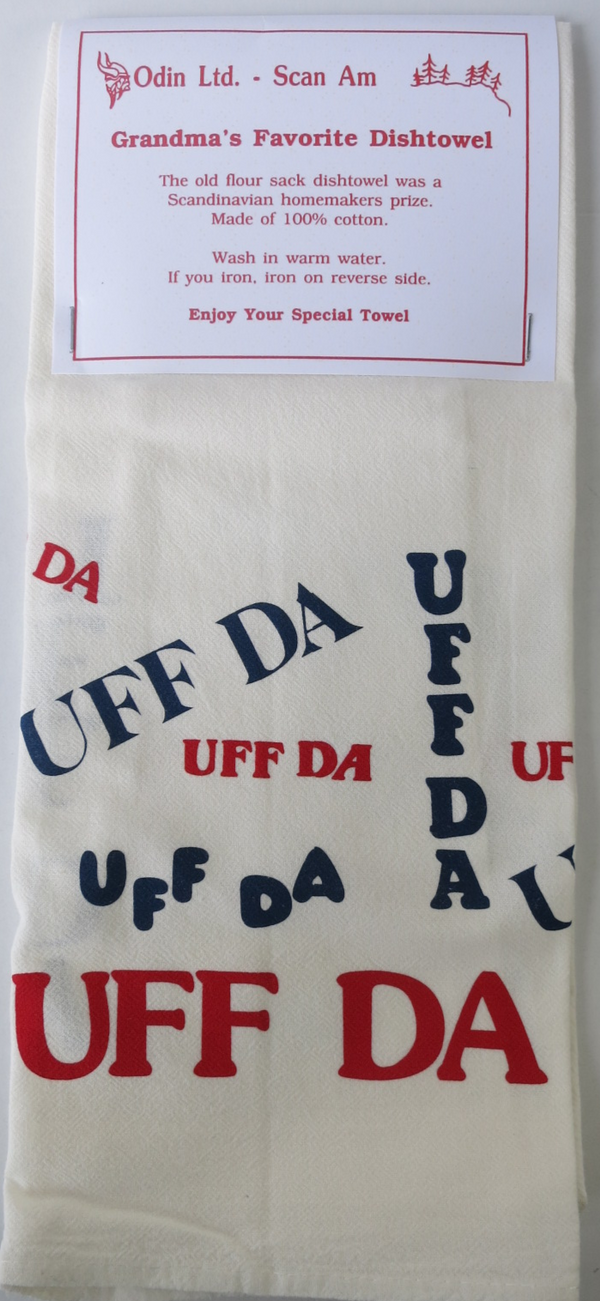 Odin Ltd. - Scan Am
Grandma's Favorite Dishtowel
The old flour sack dishtowel was a
Scandinavian homemakers prize.
Made of 100% cotton.
Wash in warm water.
If you iron, iron on reverse side.
Enjoy Your Special Towel
DA
UFF DA
UFF DA
UFF DA
UF
UFF DA
U
UFF DA